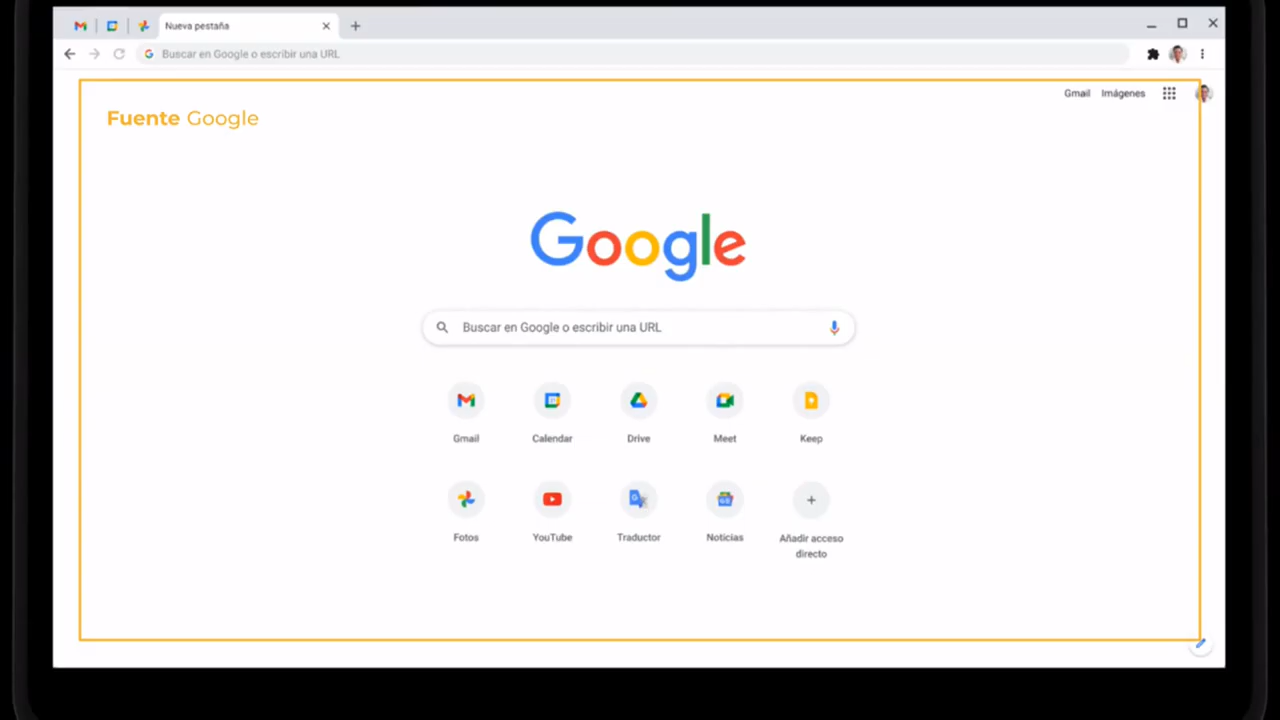 Nueva pestaña
Buscar en Google o escribir una URL
Gmail Imágenes
Fuente Google
Google
Buscar en Google o escribir una URL
Gmail Calendar Drive Meet Keep
Fotos YouTube Traductor Noticias Añadir acceso
directo